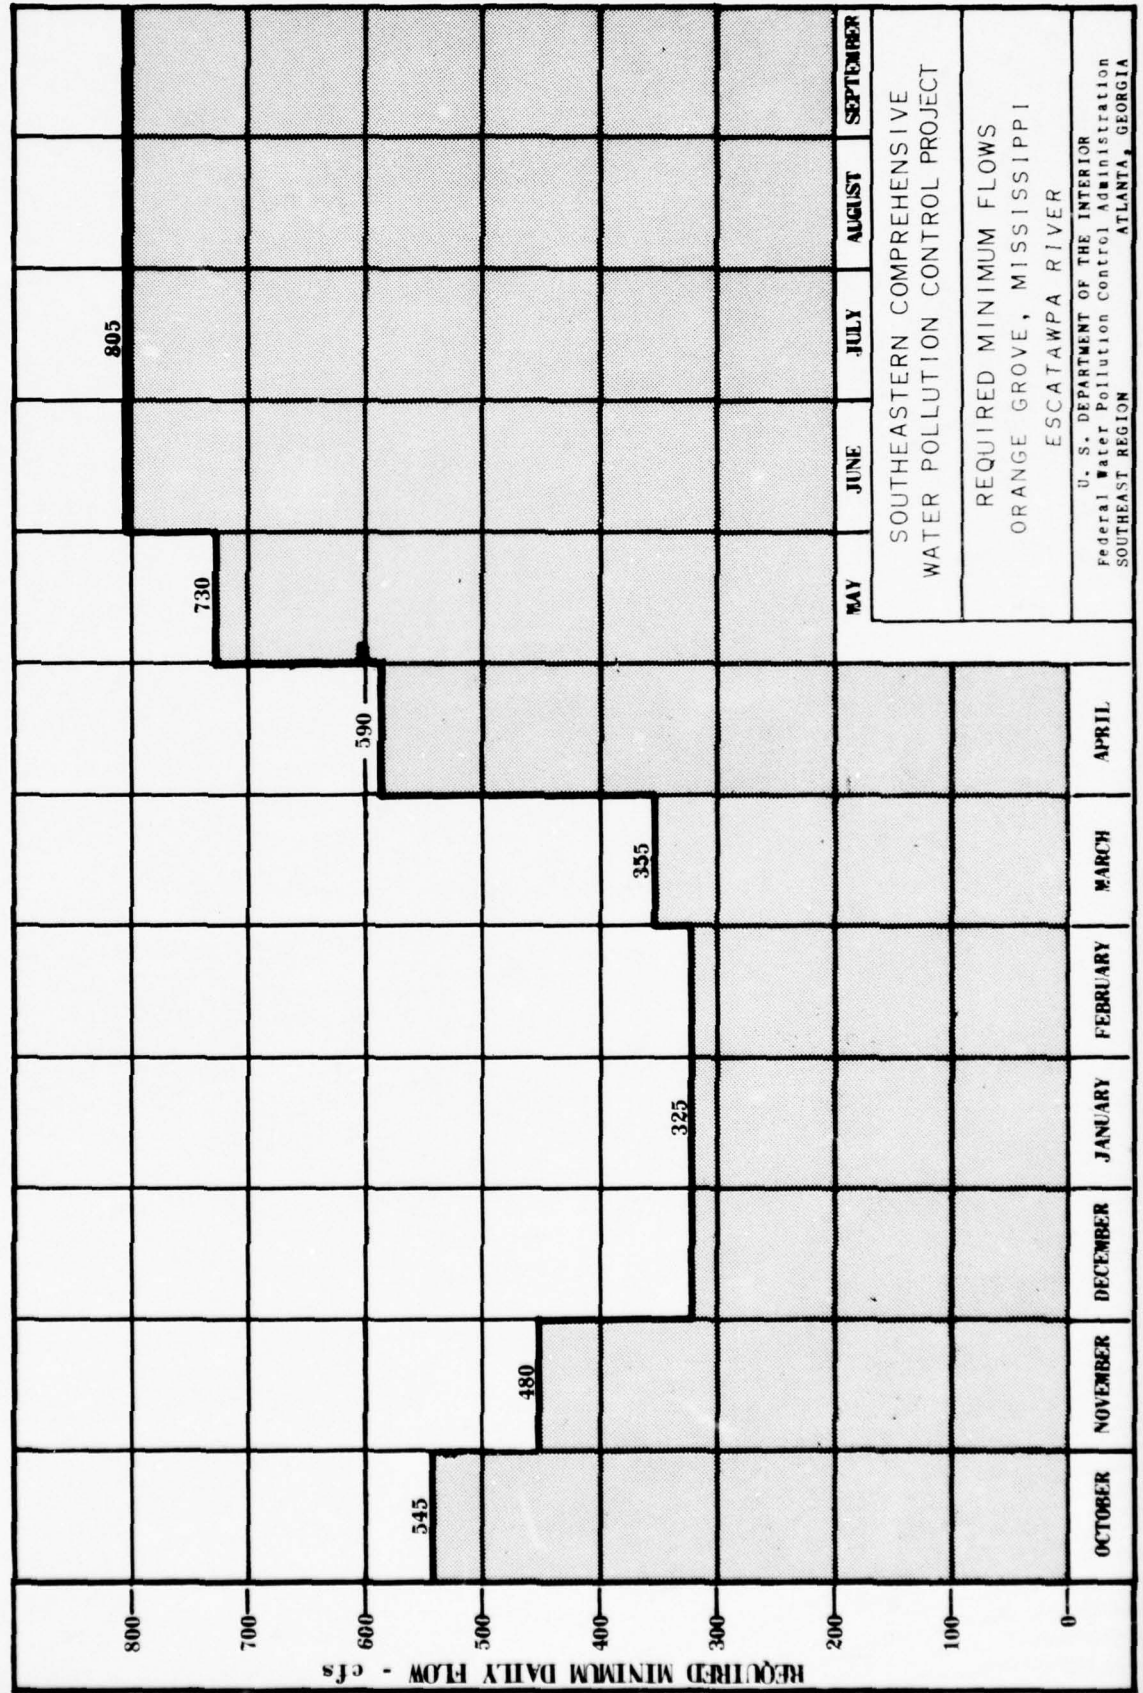 REQUIRED MINIMUM DAILY FLOW - cfs
800
700
600
500
400
300
200
100
0
545
480
325
355
590
730
805
OCTOBER NOVEMBER DECEMBER JANUARY FEBRUARY MARCH APRIL MAY JUNE JULY AUGUST SEPTEMBER
SOUTHEASTERN COMPREHENSIVE
WATER POLLUTION CONTROL PROJECT
REQUIRED MINIMUM FLOWS
ORANGE GROVE, MISSISSIPPI
ESCATAWPA RIVER
U. S. DEPARTMENT OF THE INTERIOR
Federal Water Pollution Control Administration
SOUTHEAST REGION ATLANTA, GEORGIA